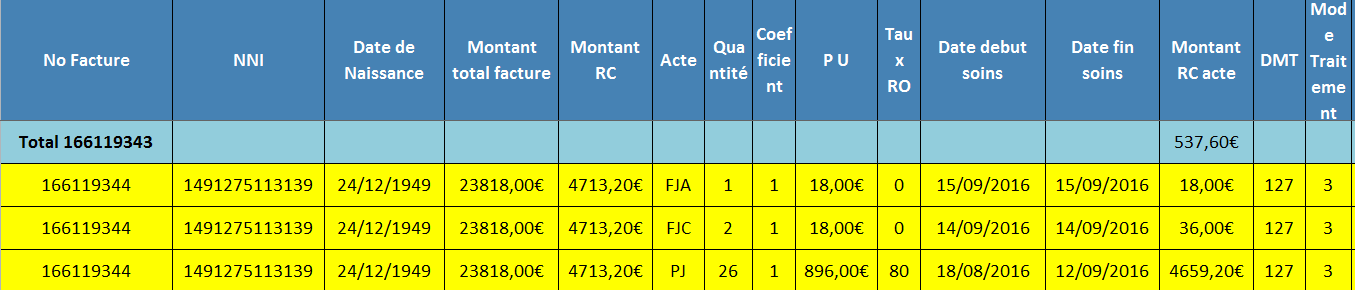 No Facture NNI Date de Naissance Montant total facture Montant RC Acte Qua ntité Coef ficie nt P U Tau x RO Date debut soins Date fin soins Montant RC acte DMT Mod e Trait eme nt
Total 166119343 537,60€
166119344 1491275113139 24/12/1949 23818,00€ 4713,20€ FJA 1 1 18,00€ 0 15/09/2016 15/09/2016 18,00€ 127 3
166119344 1491275113139 24/12/1949 23818,00€ 4713,20€ FJC 2 1 18,00€ 0 14/09/2016 14/09/2016 36,00€ 127 3
166119344 1491275113139 24/12/1949 23818,00€ 4713,20€ PJ 26 1 896,00€ 80 18/08/2016 12/09/2016 4659,20€ 127 3